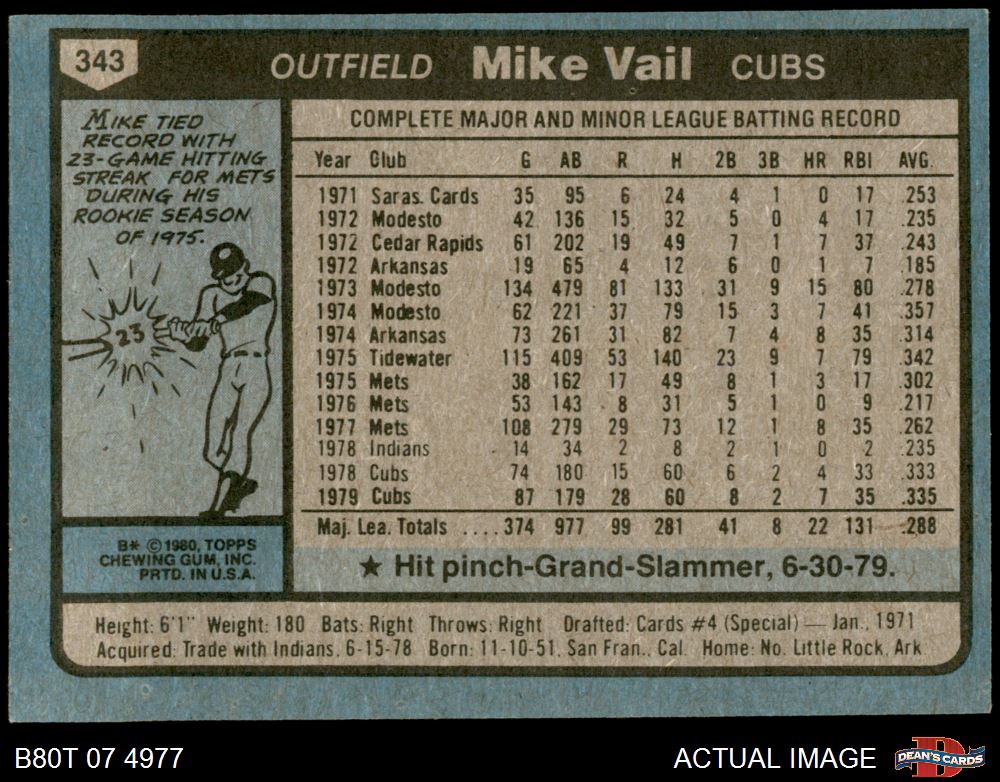 343 OUTFIELD Mike Vail CUBS
MIKE TIED
RECORD WITH
23-GAME HITTING
STREAK FOR METS
DURING HIS
ROOKIE SEASON
OF 1975.
23
B* © 1980, TOPPS
CHEWING GUM, INC.
PRTD. IN U.S.A.
COMPLETE MAJOR AND MINOR LEAGUE BATTING RECORD
Year Club G AB R H 2B 3B HR RBI AVG.
1971 Saras. Cards 35 95 6 24 4 1 0 17 .253
1972 Modesto 42 136 15 32 5 0 4 17 .235
1972 Cedar Rapids 61 202 19 49 7 1 7 37 .243
1972 Arkansas 19 65 4 12 6 0 1 7 .185
1973 Modesto 134 479 81 133 31 9 15 80 .278
1974 Modesto 62 221 37 79 15 3 7 41 .357
1974 Arkansas 73 261 31 82 7 4 8 35 .314
1975 Tidewater 115 409 53 140 23 9 7 79 .342
1975 Mets 38 162 17 49 8 1 3 17 .302
1976 Mets 53 143 8 31 5 1 0 9 .217
1977 Mets 108 279 29 73 12 1 8 35 .262
1978 Indians 14 34 2 8 2 1 0 2 .235
1978 Cubs 74 180 15 60 6 2 4 33 .333
1979 Cubs 87 179 28 60 8 2 7 35 .335
Maj. Lea. Totals ....374 977 99 281 41 8 22 131 .288
★ Hit pinch-Grand-Slammer, 6-30-79.
Height: 6'1" Weight: 180 Bats: Right Throws: Right Drafted: Cards #4 (Special) — Jan., 1971
Acquired: Trade with Indians, 6-15-78 Born: 11-10-51, San Fran., Cal. Home: No. Little Rock, Ark.
B80T 07 4977 ACTUAL IMAGE D DEAN'S CARDS